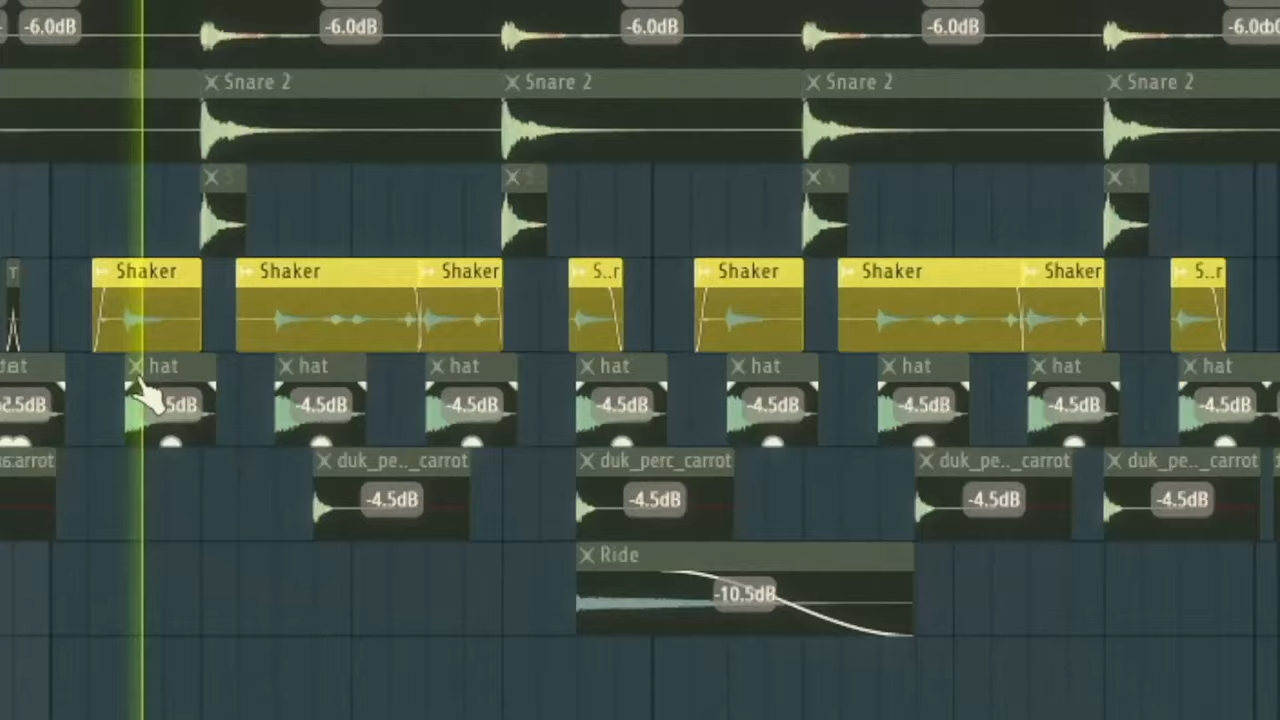 -6.0dB -6.0dB -6.0dB -6.0dB
Snare 2 Snare 2 Snare 2 Snare 2
T Shaker Shaker Shaker S..r Shaker Shaker Shaker S..r
hat hat hat hat hat hat hat hat
-4.5dB -4.5dB -4.5dB -4.5dB -4.5dB -4.5dB -4.5dB
duk_pe.._carrot duk_perc_carrot duk_pe.._carrot duk_pe.._carrot
-4.5dB -4.5dB -4.5dB -4.5dB
Ride
-10.5dB